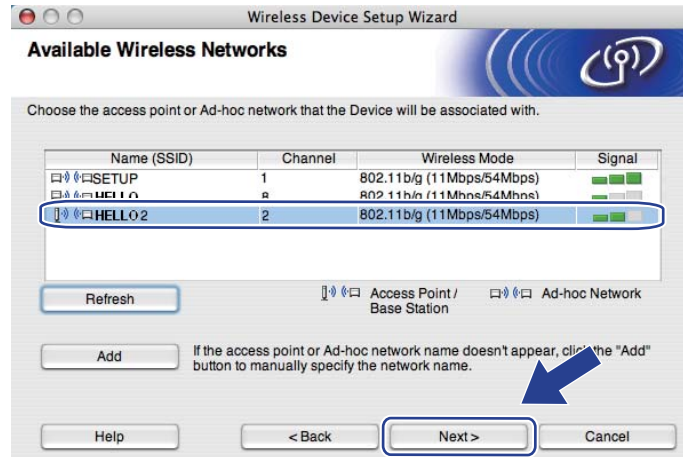 Wireless Device Setup Wizard
Available Wireless Networks
Choose the access point or Ad-hoc network that the Device will be associated with.
Name (SSID) Channel Wireless Mode Signal
SETUP 1 802.11b/g (11Mbps/54Mbps)
HELLO 8 802.11b/g (11Mbps/54Mbps)
HELLO 2 2 802.11b/g (11Mbps/54Mbps)
Refresh Access Point / Ad-hoc Network
Base Station
Add If the access point or Ad-hoc network name doesn't appear, click the "Add"
button to manually specify the network name.
Help < Back Next > Cancel